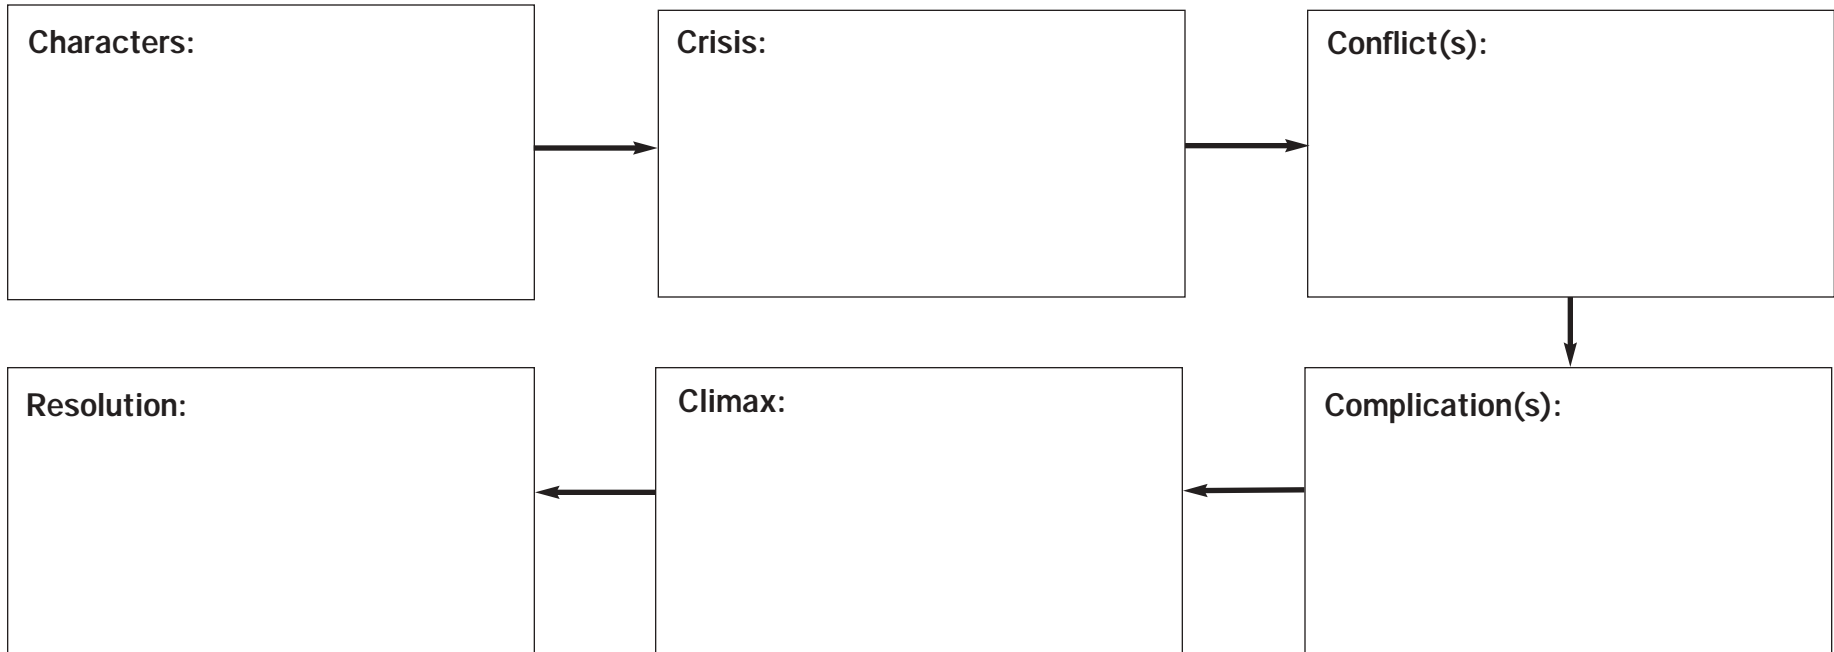 Characters:
Crisis:
Conflict(s):
Complication(s):
Climax:
Resolution: